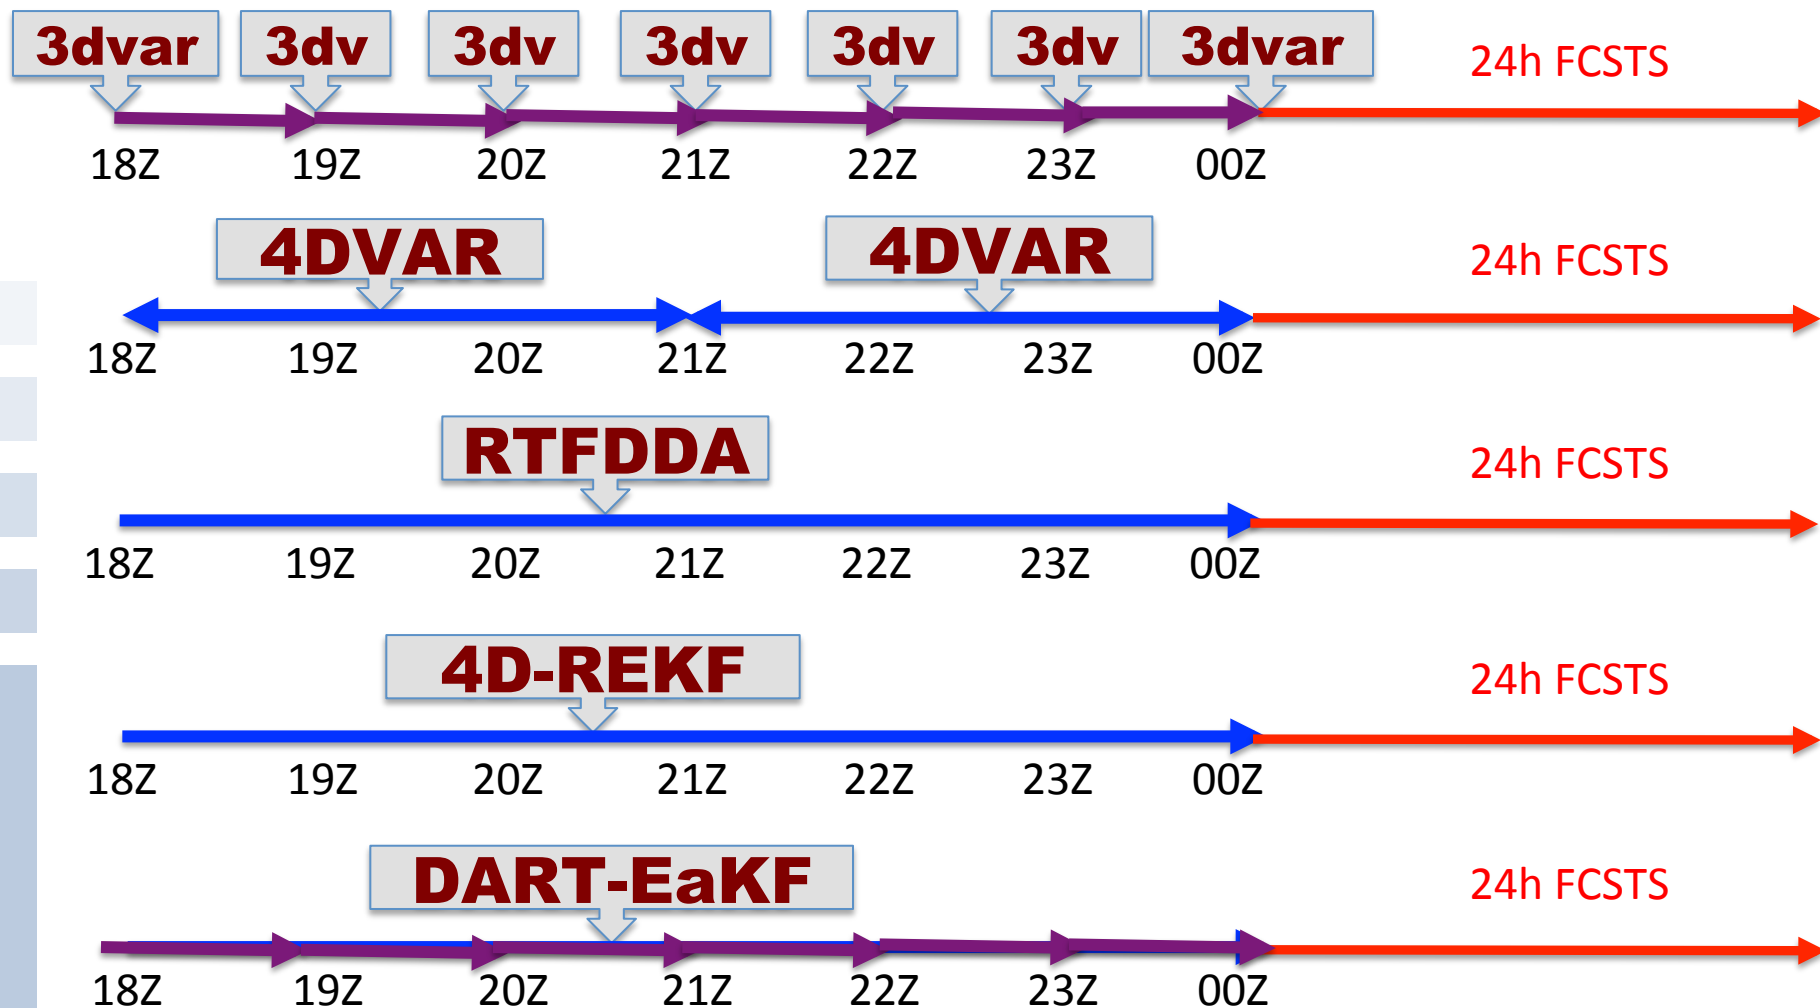 3dvar 3dv 3dv 3dv 3dv 3dv 3dvar
24h FCSTS
18Z 19Z 20Z 21Z 22Z 23Z 00Z
4DVAR 4DVAR
24h FCSTS
18Z 19Z 20Z 21Z 22Z 23Z 00Z
RTFDDA
24h FCSTS
18Z 19Z 20Z 21Z 22Z 23Z 00Z
4D-REKF
24h FCSTS
18Z 19Z 20Z 21Z 22Z 23Z 00Z
DART-EaKF
24h FCSTS
18Z 19Z 20Z 21Z 22Z 23Z 00Z